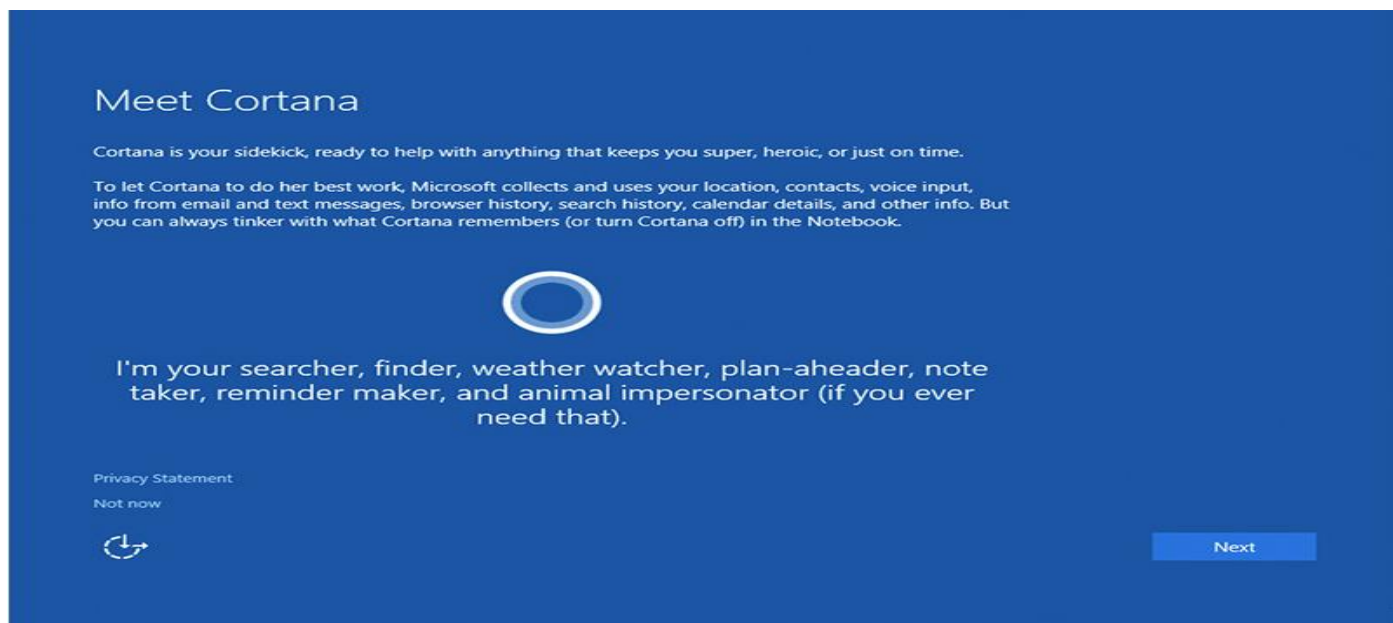 Meet Cortana
Cortana is your sidekick, ready to help with anything that keeps you super, heroic, or just on time.
To let Cortana to do her best work, Microsoft collects and uses your location, contacts, voice input,
info from email and text messages, browser history, search history, calendar details, and other info. But
you can always tinker with what Cortana remembers (or turn Cortana off) in the Notebook.
I'm your searcher, finder, weather watcher, plan-aheader, note
taker, reminder maker, and animal impersonator (if you ever
need that).
Privacy Statement
Not now
Next